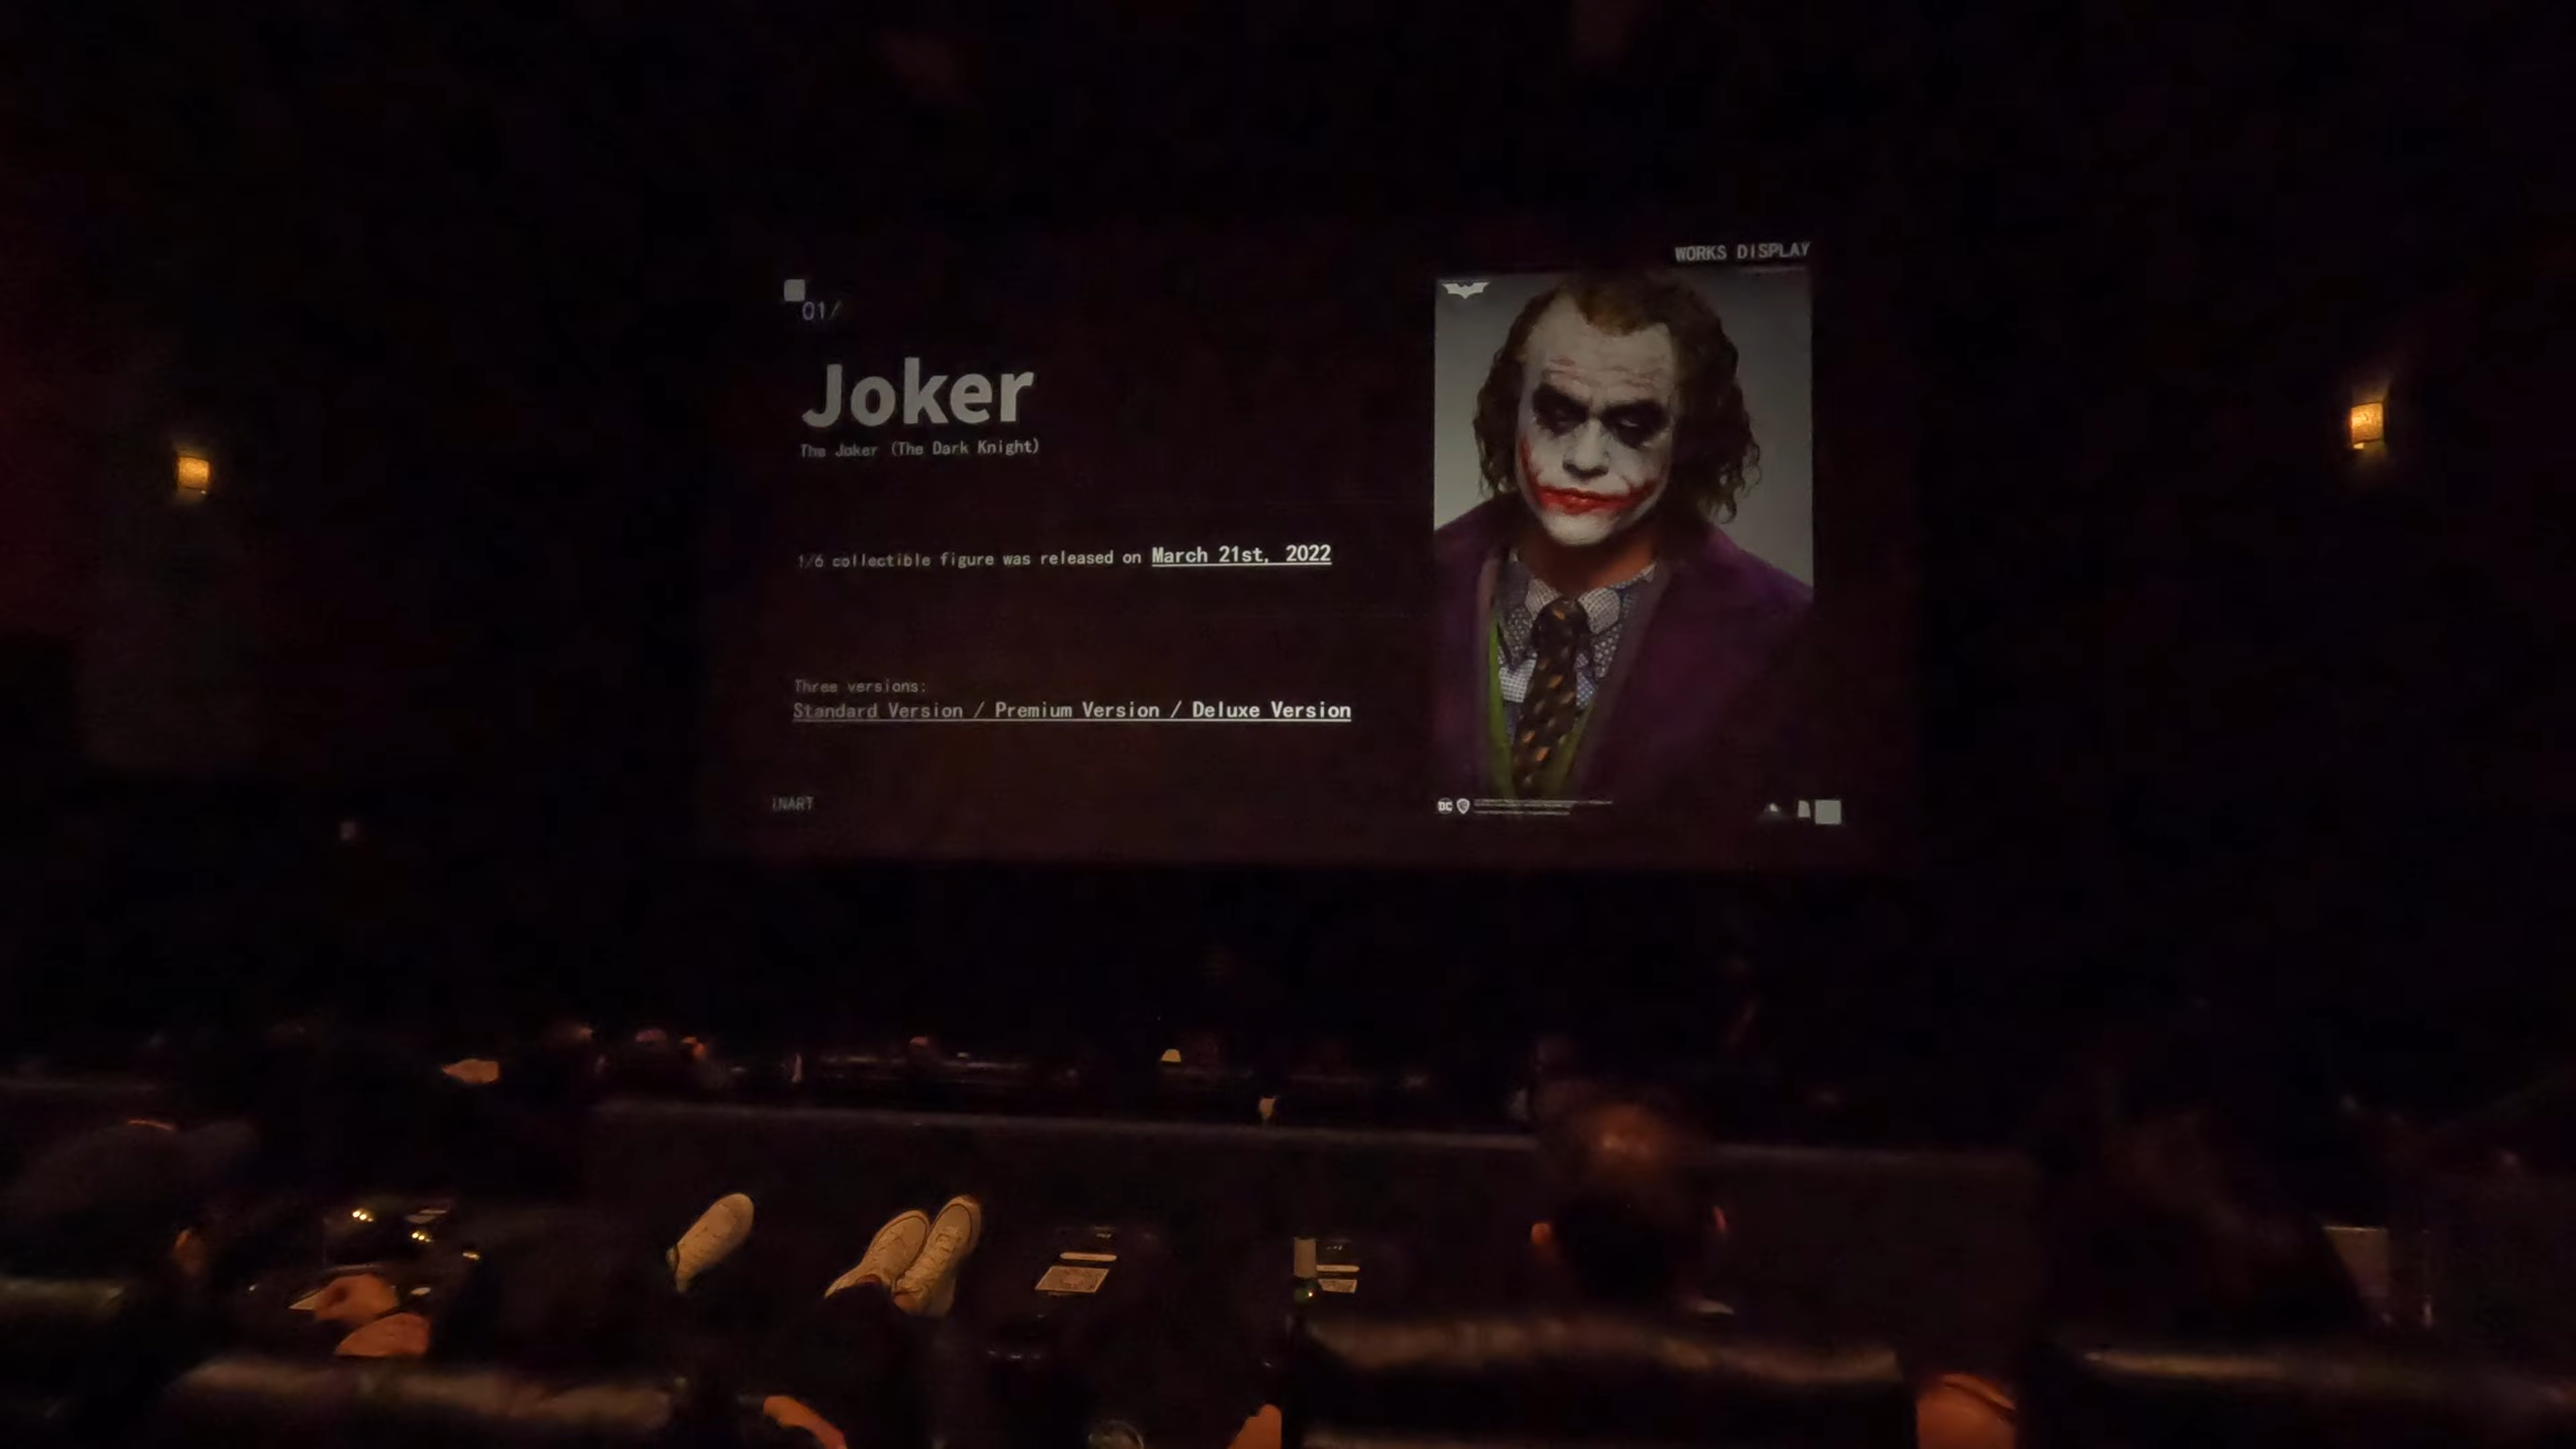 WORKS DISPLAY
01/
Joker
The Joker (The Dark Knight)
1/6 collectible figure was released on March 21st, 2022
Three versions:
Standard Version / Premium Version / Deluxe Version
INART
DC